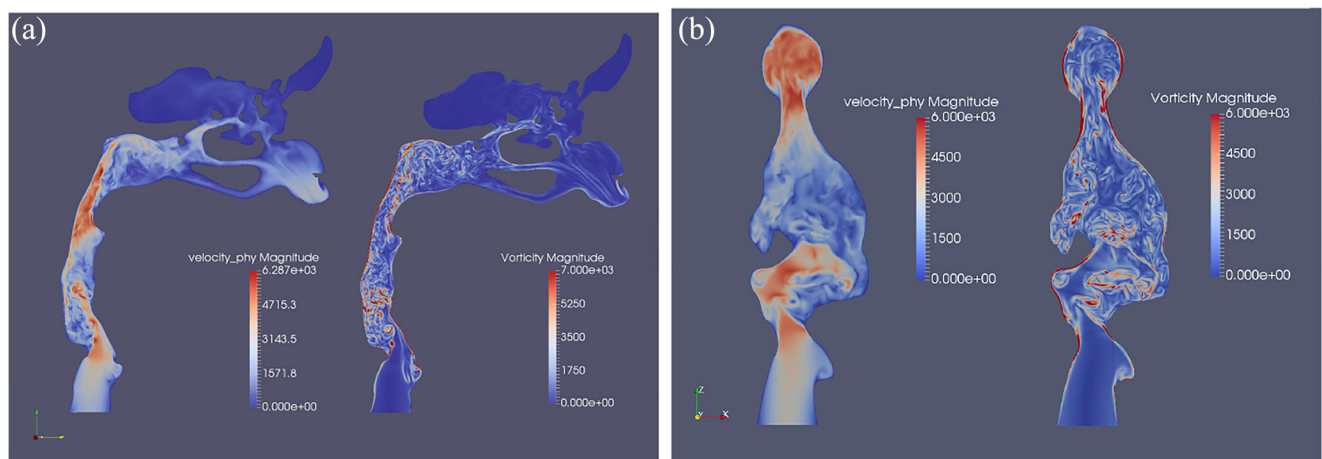 (a)
velocity_phy Magnitude
6.287e+03
4715.3
3143.5
1571.8
0.000e+00
Vorticity Magnitude
7.000e+03
5250
3500
1750
0.000e+00
(b)
velocity_phy Magnitude
6.000e+03
4500
3000
1500
0.000e+00
Vorticity Magnitude
6.000e+03
4500
3000
1500
0.000e+00
Z
Y
X